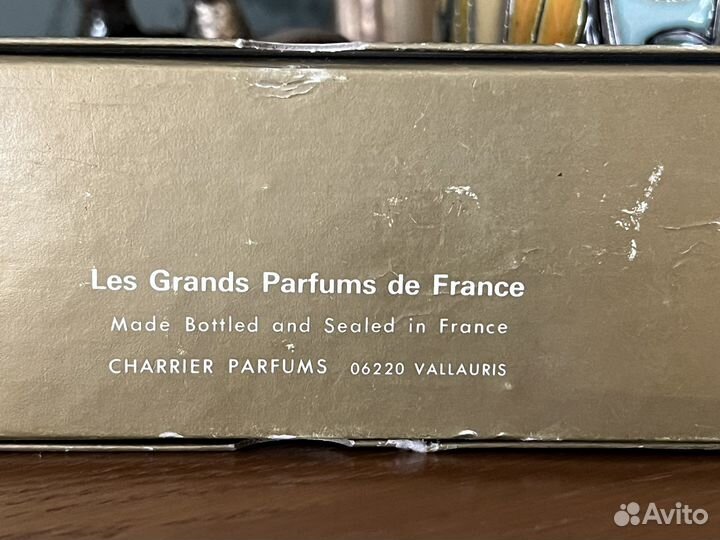 Les Grands Parfums de France
Made Bottled and Sealed in France
CHARRIER PARFUMS 06220 VALLAURIS
Avito